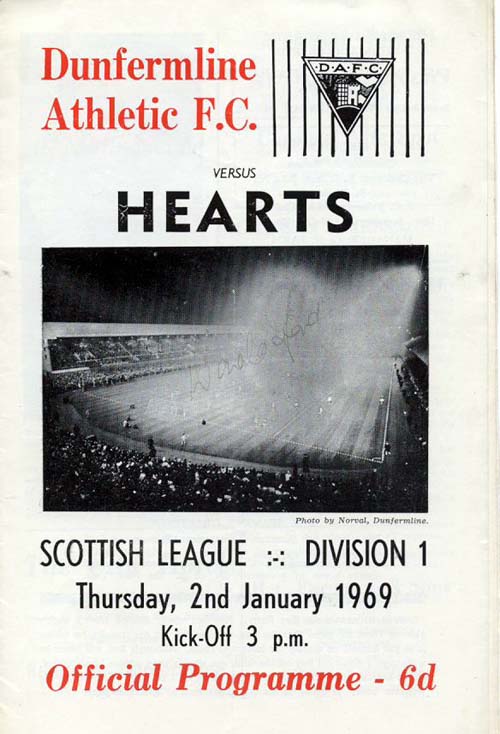 Dunfermline
Athletic F.C.
D.A.F.C
VERSUS
HEARTS
Photo by Norval, Dunfermline.
SCOTTISH LEAGUE :-: DIVISION 1
Thursday, 2nd January 1969
Kick-Off 3 p.m.
Official Programme - 6d